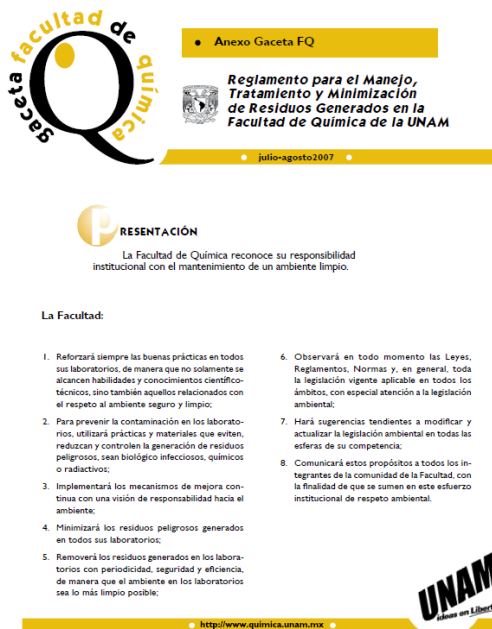 gaceta facultad de química
• Anexo Gaceta FQ
Reglamento para el Manejo,
Tratamiento y Minimización
de Residuos Generados en la
Facultad de Química de la UNAM
julio-agosto2007
PRESENTACIÓN
La Facultad de Química reconoce su responsabilidad
institucional con el mantenimiento de un ambiente limpio.
La Facultad:
1. Reforzará siempre las buenas prácticas en todos
sus laboratorios, de manera que no solamente se
alcancen habilidades y conocimientos científico-
técnicos, sino también aquellos relacionados con
el respeto al ambiente seguro y limpio;
2. Para prevenir la contaminación en los laborato-
rios, utilizará prácticas y materiales que eviten,
reduzcan y controlen la generación de residuos
peligrosos, sean biológico infecciosos, químicos
o radiactivos;
3. Implementará los mecanismos de mejora con-
tinua con una visión de responsabilidad hacia el
ambiente;
4. Minimizará los residuos peligrosos generados
en todos sus laboratorios;
5. Removerá los residuos generados en los labora-
torios con periodicidad, seguridad y eficiencia,
de manera que el ambiente en los laboratorios
sea lo más limpio posible;
6. Observará en todo momento las Leyes,
Reglamentos, Normas y, en general, toda
la legislación vigente aplicable en todos los
ámbitos, con especial atención a la legislación
ambiental;
7. Hará sugerencias tendientes a modificar y
actualizar la legislación ambiental en todas las
esferas de su competencia;
8. Comunicará estos propósitos a todos los in-
tegrantes de la comunidad de la Facultad, con
la finalidad de que se sumen en este esfuerzo
institucional de respeto ambiental.
UNAM
ideas en Libert
http://www.quimica.unam.mx